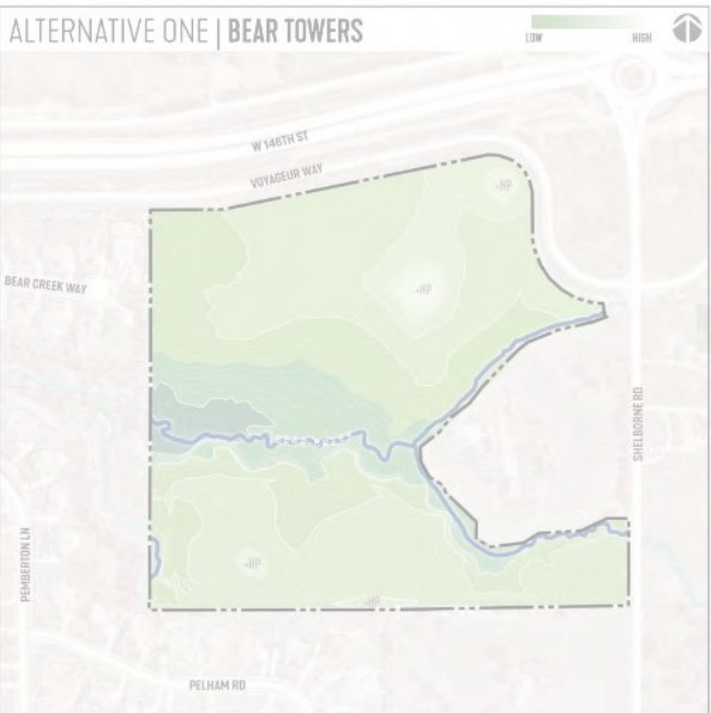 ALTERNATIVE ONE | BEAR TOWERS
LOW HIGH
W 146TH ST
VOYAGEUR WAY
+HP
BEAR CREEK WAY
+HP
SHELBORNE RD
PEMBERTON LN
+HP
+HP
PELHAM RD